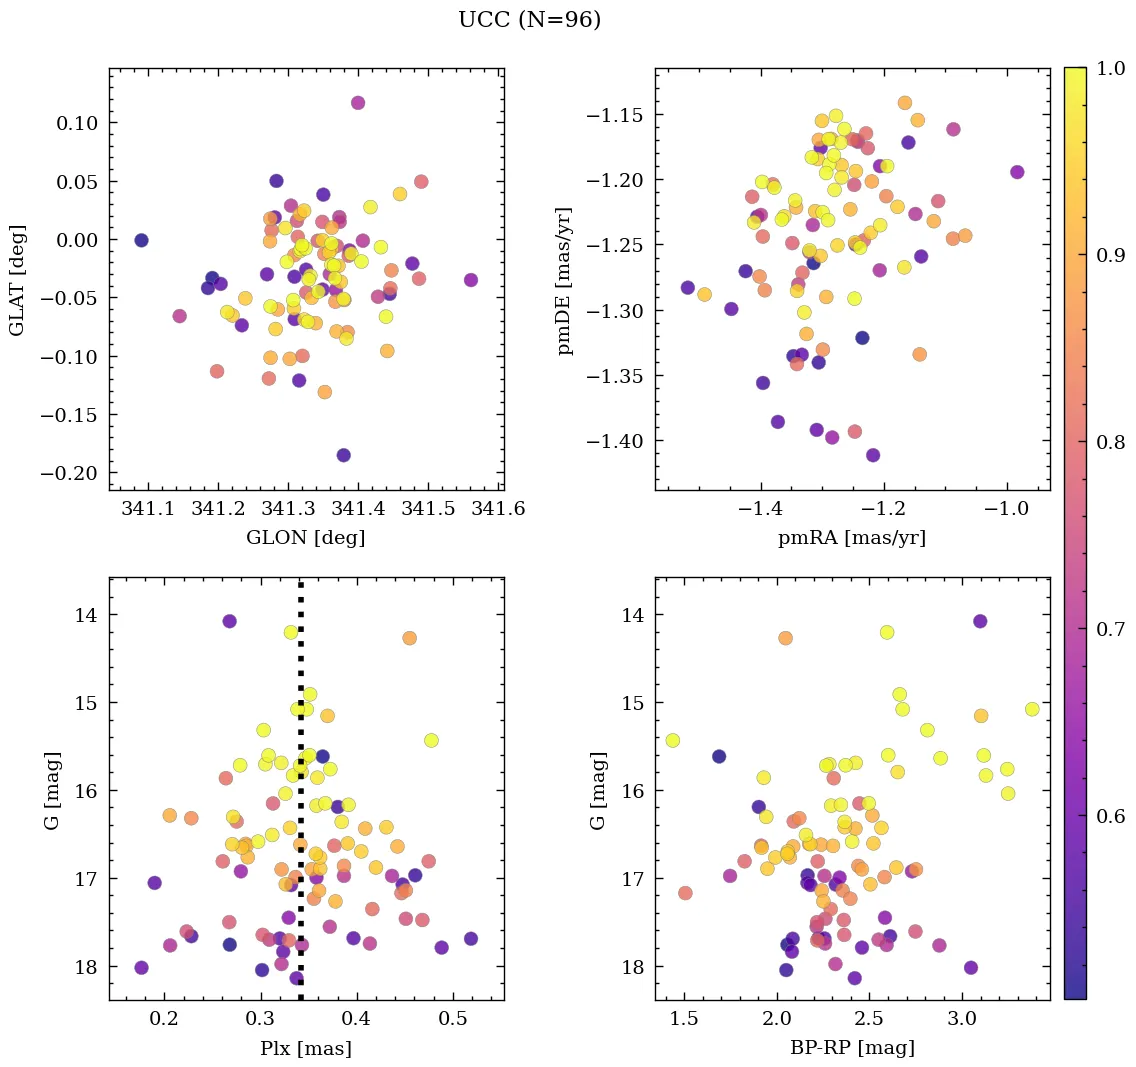 UCC (N=96)
0.10
0.05
0.00
−0.05
−0.10
−0.15
−0.20
GLAT [deg]
341.1 341.2 341.3 341.4 341.5 341.6
GLON [deg]
−1.15
−1.20
−1.25
−1.30
−1.35
−1.40
pmDE [mas/yr]
−1.4 −1.2 −1.0
pmRA [mas/yr]
14
15
16
17
18
G [mag]
0.2 0.3 0.4 0.5
Plx [mas]
14
15
16
17
18
G [mag]
1.5 2.0 2.5 3.0
BP-RP [mag]
1.0
0.9
0.8
0.7
0.6